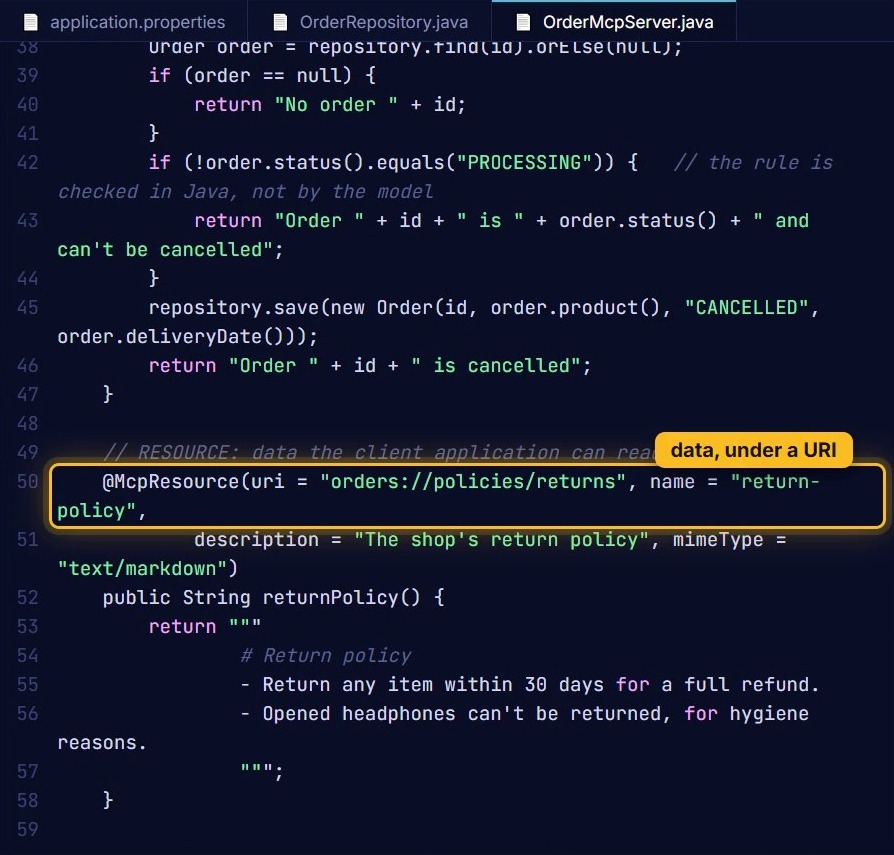 application.properties
OrderRepository.java
OrderMcpServer.java
38 Order order = repository.find(id).orElse(null);
39 if (order == null) {
40 return "No order " + id;
41 }
42 if (!order.status().equals("PROCESSING")) { // the rule is
checked in Java, not by the model
43 return "Order " + id + " is " + order.status() + " and
can't be cancelled";
44 }
45 repository.save(new Order(id, order.product(), "CANCELLED",
order.deliveryDate()));
46 return "Order " + id + " is cancelled";
47 }
48
49 // RESOURCE: data the client application can
data, under a URI
50 @McpResource(uri = "orders://policies/returns", name = "return-
policy",
51 description = "The shop's return policy", mimeType =
"text/markdown")
52 public String returnPolicy() {
53 return """
54 # Return policy
55 - Return any item within 30 days for a full refund.
56 - Opened headphones can't be returned, for hygiene
reasons.
57 """;
58 }
59